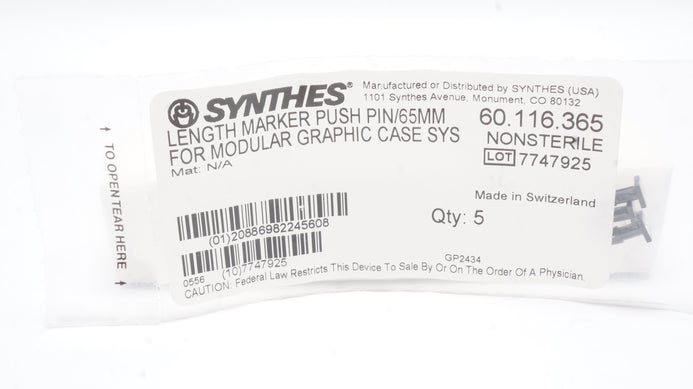 SYNTHES®
Manufactured or Distributed by SYNTHES (USA)
1101 Synthes Avenue, Monument, CO 80132
LENGTH MARKER PUSH PIN/65MM
FOR MODULAR GRAPHIC CASE SYS
Mat: N/A
60.116.365
NONSTERILE
LOT 7747925
Made in Switzerland
Qty: 5
(01)20886982245608
(10)7747925
0556
GP2434
CAUTION: Federal Law Restricts This Device To Sale By Or On The Order Of A Physician.
↑ TO OPEN TEAR HERE ↑